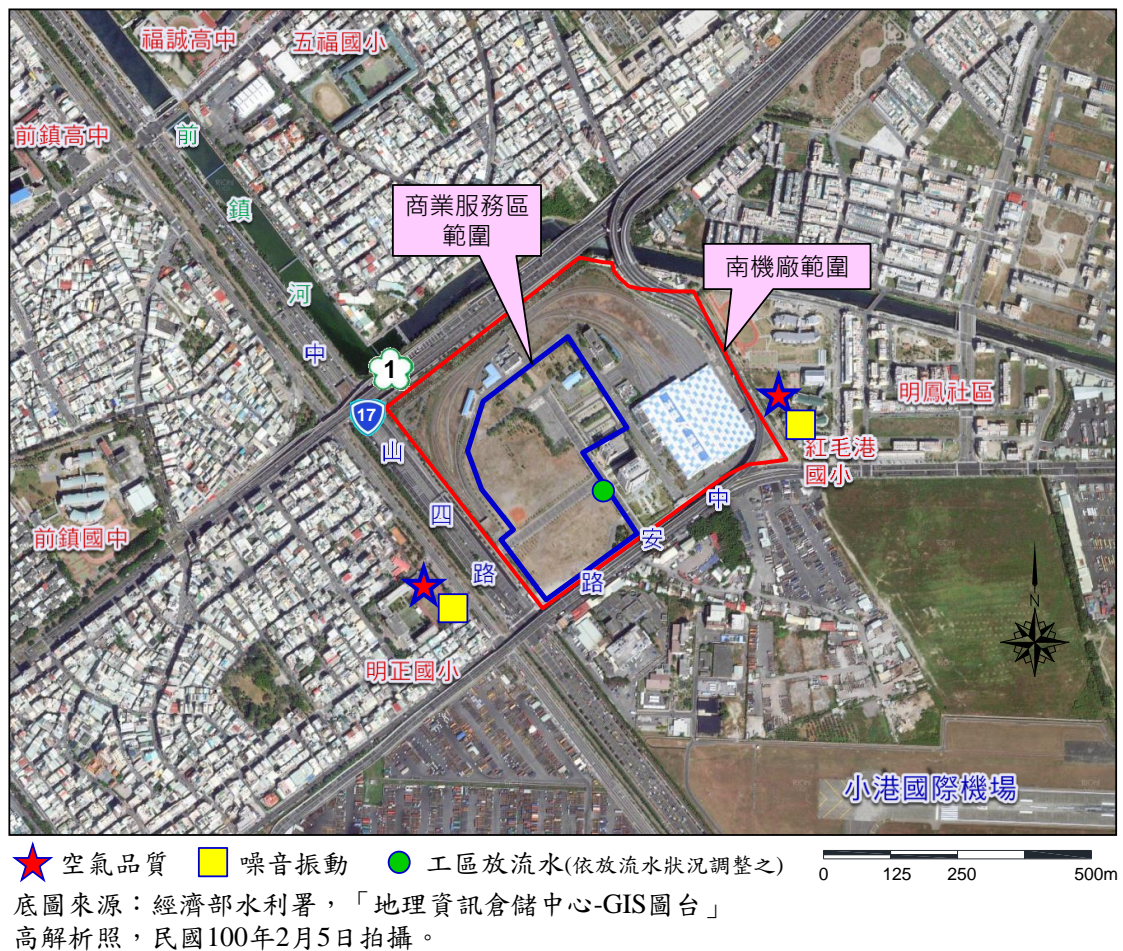 福誠高中
五福國小
前鎮高中
前
鎮
河
商業服務區
範圍
南機廠範圍
中
山
四
路
1
17
明鳳社區
紅毛港
國小
中
安
路
前鎮國中
明正國小
N
小港國際機場
空氣品質
噪音振動
工區放流水(依放流水狀況調整之)
0 125 250 500m
底圖來源：經濟部水利署，「地理資訊倉儲中心-GIS圖台」
高解析照，民國100年2月5日拍攝。